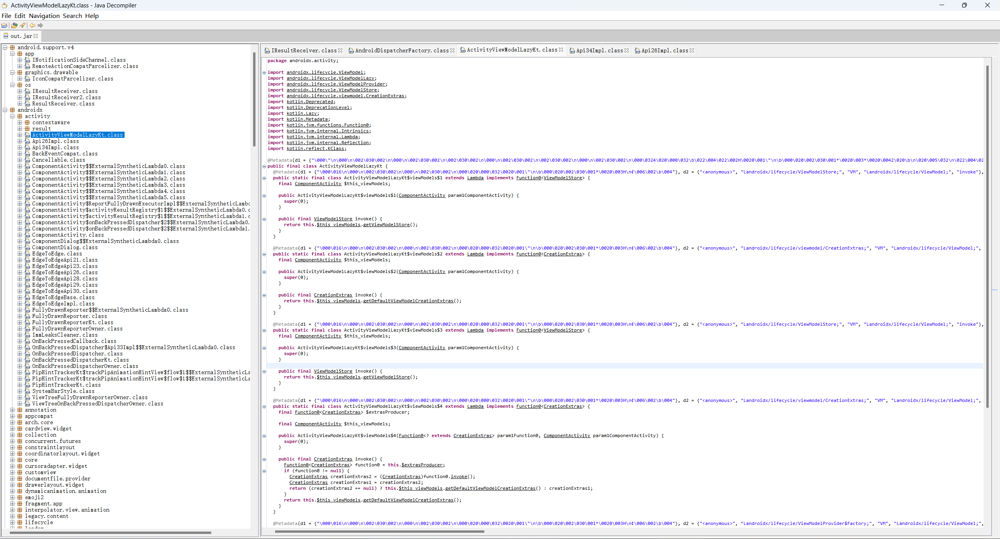 ActivityViewModelLazyKt.class - Java Decompiler
File Edit Navigation Search Help
out.jar
android.support.v4
app
INotificationSideChannel.class
RemoteActionCompatParcelizer.class
graphics.drawable
IconCompatParcelizer.class
os
IResultReceiver.class
IResultReceiver2.class
ResultReceiver.class
androidx
activity
contextaware
result
ActivityViewModelLazyKt.class
Api26Impl.class
Api34Impl.class
BackEventCompat.class
Cancellable.class
ComponentActivity$$ExternalSyntheticLambda0.class
ComponentActivity$$ExternalSyntheticLambda1.class
ComponentActivity$$ExternalSyntheticLambda2.class
ComponentActivity$$ExternalSyntheticLambda3.class
ComponentActivity$$ExternalSyntheticLambda4.class
ComponentActivity$$ExternalSyntheticLambda5.class
ComponentActivity$ReportFullyDrawnExecutorImpl$$ExternalSyntheticLambd
ComponentActivity$activityResultRegistry$1$$ExternalSyntheticLambda0.c
ComponentActivity$activityResultRegistry$1$$ExternalSyntheticLambda1.c
ComponentActivity$onBackPressedDispatcher$2$$ExternalSyntheticLambda0.
ComponentActivity$onBackPressedDispatcher$2$$ExternalSyntheticLambda1.
ComponentActivity.class
ComponentDialog$$ExternalSyntheticLambda0.class
ComponentDialog.class
EdgeToEdge.class
EdgeToEdgeApi21.class
EdgeToEdgeApi23.class
EdgeToEdgeApi26.class
EdgeToEdgeApi28.class
EdgeToEdgeApi29.class
EdgeToEdgeApi30.class
EdgeToEdgeBase.class
EdgeToEdgeImpl.class
FullyDrawnReporter$$ExternalSyntheticLambda0.class
FullyDrawnReporter.class
FullyDrawnReporterKt.class
FullyDrawnReporterOwner.class
ImmLeaksCleaner.class
OnBackPressedCallback.class
OnBackPressedDispatcher$Api33Impl$$ExternalSyntheticLambda0.class
OnBackPressedDispatcher.class
OnBackPressedDispatcherKt.class
OnBackPressedDispatcherOwner.class
PipHintTrackerKt$trackPipAnimationHintView$flow$1$$ExternalSyntheticLa
PipHintTrackerKt$trackPipAnimationHintView$flow$1$$ExternalSyntheticLa
PipHintTrackerKt.class
SystemBarStyle.class
ViewTreeFullyDrawnReporterOwner.class
ViewTreeOnBackPressedDispatcherOwner.class
annotation
appcompat
arch.core
cardview.widget
collection
concurrent.futures
constraintlayout
coordinatorlayout.widget
core
cursoradapter.widget
customview
documentfile.provider
drawerlayout.widget
dynamicanimation.animation
emoji2
fragment.app
interpolator.view.animation
legacy.content
lifecycle
loader
IResultReceiver.class AndroidDispatcherFactory.class ActivityViewModelLazyKt.class Api34Impl.class Api26Impl.class
package androidx.activity;
import androidx.lifecycle.ViewModel;
import androidx.lifecycle.ViewModelLazy;
import androidx.lifecycle.ViewModelProvider;
import androidx.lifecycle.ViewModelStore;
import androidx.lifecycle.viewmodel.CreationExtras;
import kotlin.Deprecated;
import kotlin.DeprecationLevel;
import kotlin.Lazy;
import kotlin.Metadata;
import kotlin.jvm.functions.Function0;
import kotlin.jvm.internal.Intrinsics;
import kotlin.jvm.internal.Lambda;
import kotlin.jvm.internal.Reflection;
import kotlin.reflect.KClass;
@Metadata(d1 = {"\000\"\n\000\n\002\030\002\n\000\n\002\030\002\n\002\030\002\n\000\n\002\030\002\n\002\030\002\n\000\n\002\030\002\n\000\0324\020\000\032\b\022\004\022\002H\0020\001\"\n\b\000\020\002\030\001*\0020\003*\0020\0042\020\b\n\020\005\032\n\022\004\02
public final class ActivityViewModelLazyKt {
@Metadata(d1 = {"\000\016\n\000\n\002\030\002\n\000\n\002\030\002\n\000\020\000\032\0020\001\"\n\b\000\020\002\030\001*\0020\003H\n¢\006\002\b\004"}, d2 = {"<anonymous>", "Landroidx/lifecycle/ViewModelStore;", "VM", "Landroidx/lifecycle/ViewModel;", "invoke"},
public static final class ActivityViewModelLazyKt$viewModels$1 extends Lambda implements Function0<ViewModelStore> {
final ComponentActivity $this_viewModels;
public ActivityViewModelLazyKt$viewModels$1(ComponentActivity param1ComponentActivity) {
super(0);
}
public final ViewModelStore invoke() {
return this.$this_viewModels.getViewModelStore();
}
}
@Metadata(d1 = {"\000\016\n\000\n\002\030\002\n\000\n\002\030\002\n\000\020\000\032\0020\001\"\n\b\000\020\002\030\001*\0020\003H\n¢\006\002\b\004"}, d2 = {"<anonymous>", "Landroidx/lifecycle/viewmodel/CreationExtras;", "VM", "Landroidx/lifecycle/ViewModel;",
public static final class ActivityViewModelLazyKt$viewModels$2 extends Lambda implements Function0<CreationExtras> {
final ComponentActivity $this_viewModels;
public ActivityViewModelLazyKt$viewModels$2(ComponentActivity param1ComponentActivity) {
super(0);
}
public final CreationExtras invoke() {
return this.$this_viewModels.getDefaultViewModelCreationExtras();
}
}
@Metadata(d1 = {"\000\016\n\000\n\002\030\002\n\000\n\002\030\002\n\000\020\000\032\0020\001\"\n\b\000\020\002\030\001*\0020\003H\n¢\006\002\b\004"}, d2 = {"<anonymous>", "Landroidx/lifecycle/ViewModelStore;", "VM", "Landroidx/lifecycle/ViewModel;", "invoke"},
public static final class ActivityViewModelLazyKt$viewModels$3 extends Lambda implements Function0<ViewModelStore> {
final ComponentActivity $this_viewModels;
public ActivityViewModelLazyKt$viewModels$3(ComponentActivity param1ComponentActivity) {
super(0);
}
public final ViewModelStore invoke() {
return this.$this_viewModels.getViewModelStore();
}
}
@Metadata(d1 = {"\000\016\n\000\n\002\030\002\n\000\n\002\030\002\n\000\020\000\032\0020\001\"\n\b\000\020\002\030\001*\0020\003H\n¢\006\002\b\004"}, d2 = {"<anonymous>", "Landroidx/lifecycle/viewmodel/CreationExtras;", "VM", "Landroidx/lifecycle/ViewModel;",
public static final class ActivityViewModelLazyKt$viewModels$4 extends Lambda implements Function0<CreationExtras> {
final Function0<CreationExtras> $extrasProducer;
final ComponentActivity $this_viewModels;
public ActivityViewModelLazyKt$viewModels$4(Function0<? extends CreationExtras> param1Function0, ComponentActivity param1ComponentActivity) {
super(0);
}
public final CreationExtras invoke() {
Function0<CreationExtras> function0 = this.$extrasProducer;
if (function0 != null) {
CreationExtras creationExtras2 = (CreationExtras)function0.invoke();
CreationExtras creationExtras1 = creationExtras2;
return (creationExtras2 == null) ? this.$this_viewModels.getDefaultViewModelCreationExtras() : creationExtras1;
}
return this.$this_viewModels.getDefaultViewModelCreationExtras();
}
}
@Metadata(d1 = {"\000\016\n\000\n\002\030\002\n\000\n\002\030\002\n\000\020\000\032\0020\001\"\n\b\000\020\002\030\001*\0020\003H\n¢\006\002\b\004"}, d2 = {"<anonymous>", "Landroidx/lifecycle/ViewModelProvider$Factory;", "VM", "Landroidx/lifecycle/ViewModel;",